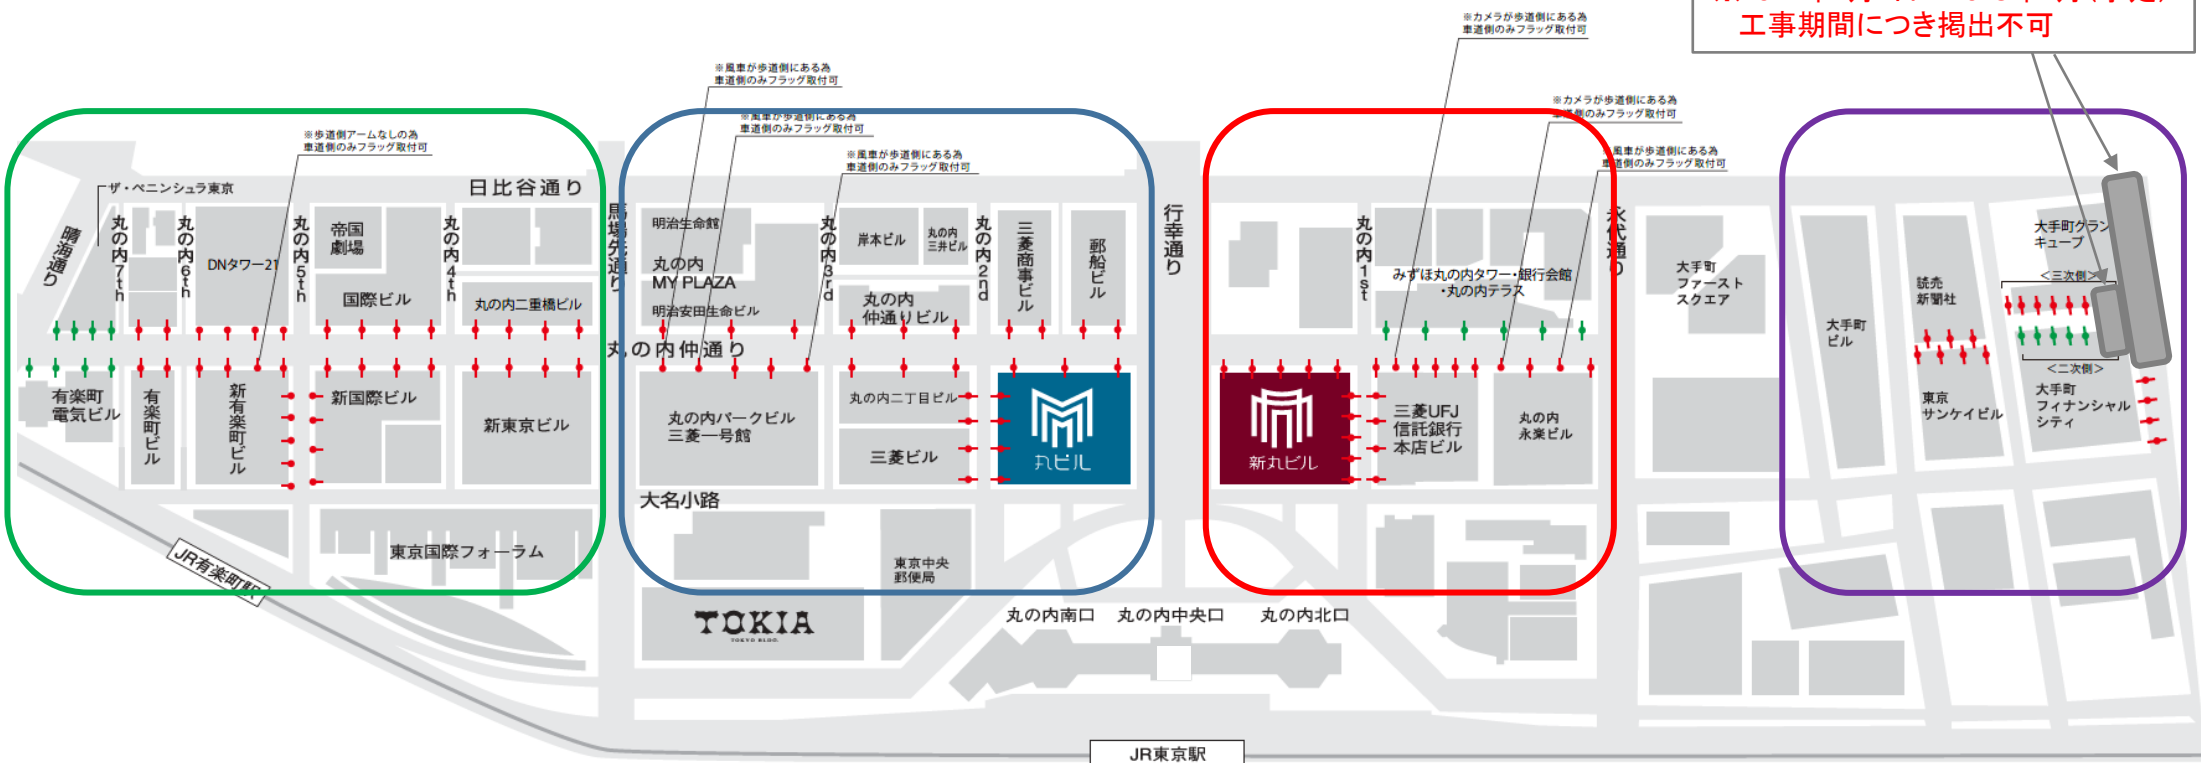 工事期間につき掲出不可
※カメラが歩道側にある為
車道側のみフラッグ取付可
※風車が歩道側にある為
車道側のみフラッグ取付可
※風車が歩道側にある為
車道側のみフラッグ取付可
※カメラが歩道側にある為
車道側のみフラッグ取付可
※歩道側アームなしの為
車道側のみフラッグ取付可
※風車が歩道側にある為
車道側のみフラッグ取付可
※風車が歩道側にある為
車道側のみフラッグ取付可
ザ・ペニンシュラ東京
日比谷通り
晴海通り
丸の内7th
丸の内6th
丸の内5th
丸の内4th
馬場先通り
丸の内3rd
丸の内2nd
行幸通り
丸の内1st
永代通り
DNタワー21
帝国
劇場
国際ビル
丸の内二重橋ビル
明治生命館
丸の内
MY PLAZA
明治安田生命ビル
岸本ビル
丸の内
三井ビル
丸の内
仲通りビル
三菱商事ビル
郵船ビル
みずほ丸の内タワー・銀行会館
・丸の内テラス
大手町
ファースト
スクエア
大手町
ビル
読売
新聞社
大手町グラン
キューブ
<三次側>
<二次側>
丸の内仲通り
有楽町
電気ビル
有楽町ビル
新有楽町ビル
新国際ビル
新東京ビル
丸の内パークビル
三菱一号館
丸の内二丁目ビル
三菱ビル
丸ビル
新丸ビル
三菱UFJ
信託銀行
本店ビル
丸の内
永楽ビル
東京
サンケイビル
大手町
フィナンシャル
シティ
大名小路
東京国際フォーラム
東京中央
郵便局
JR有楽町駅
TOKIA
TOKYO BLDG.
丸の内南口
丸の内中央口
丸の内北口
JR東京駅